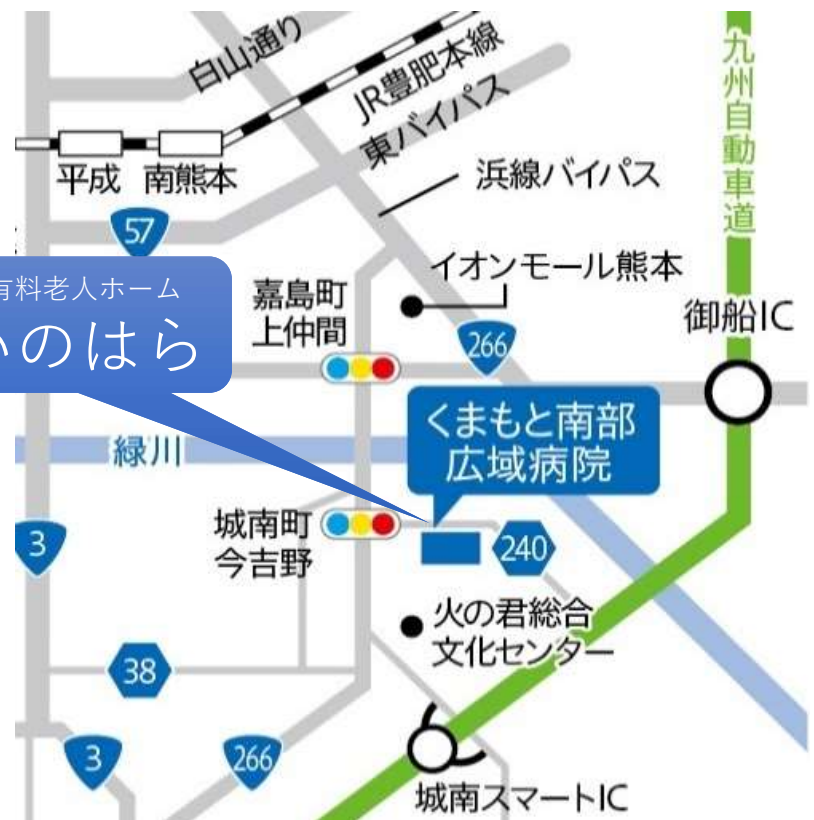 白山通り
JR豊肥本線
東バイパス
九州自動車道
平成
南熊本
浜線バイパス
57
有料老人ホーム
いのはら
嘉島町
上仲間
イオンモール熊本
266
御船IC
くまもと南部
広域病院
緑川
3
城南町
今吉野
240
火の君総合
文化センター
38
3
266
城南スマートIC